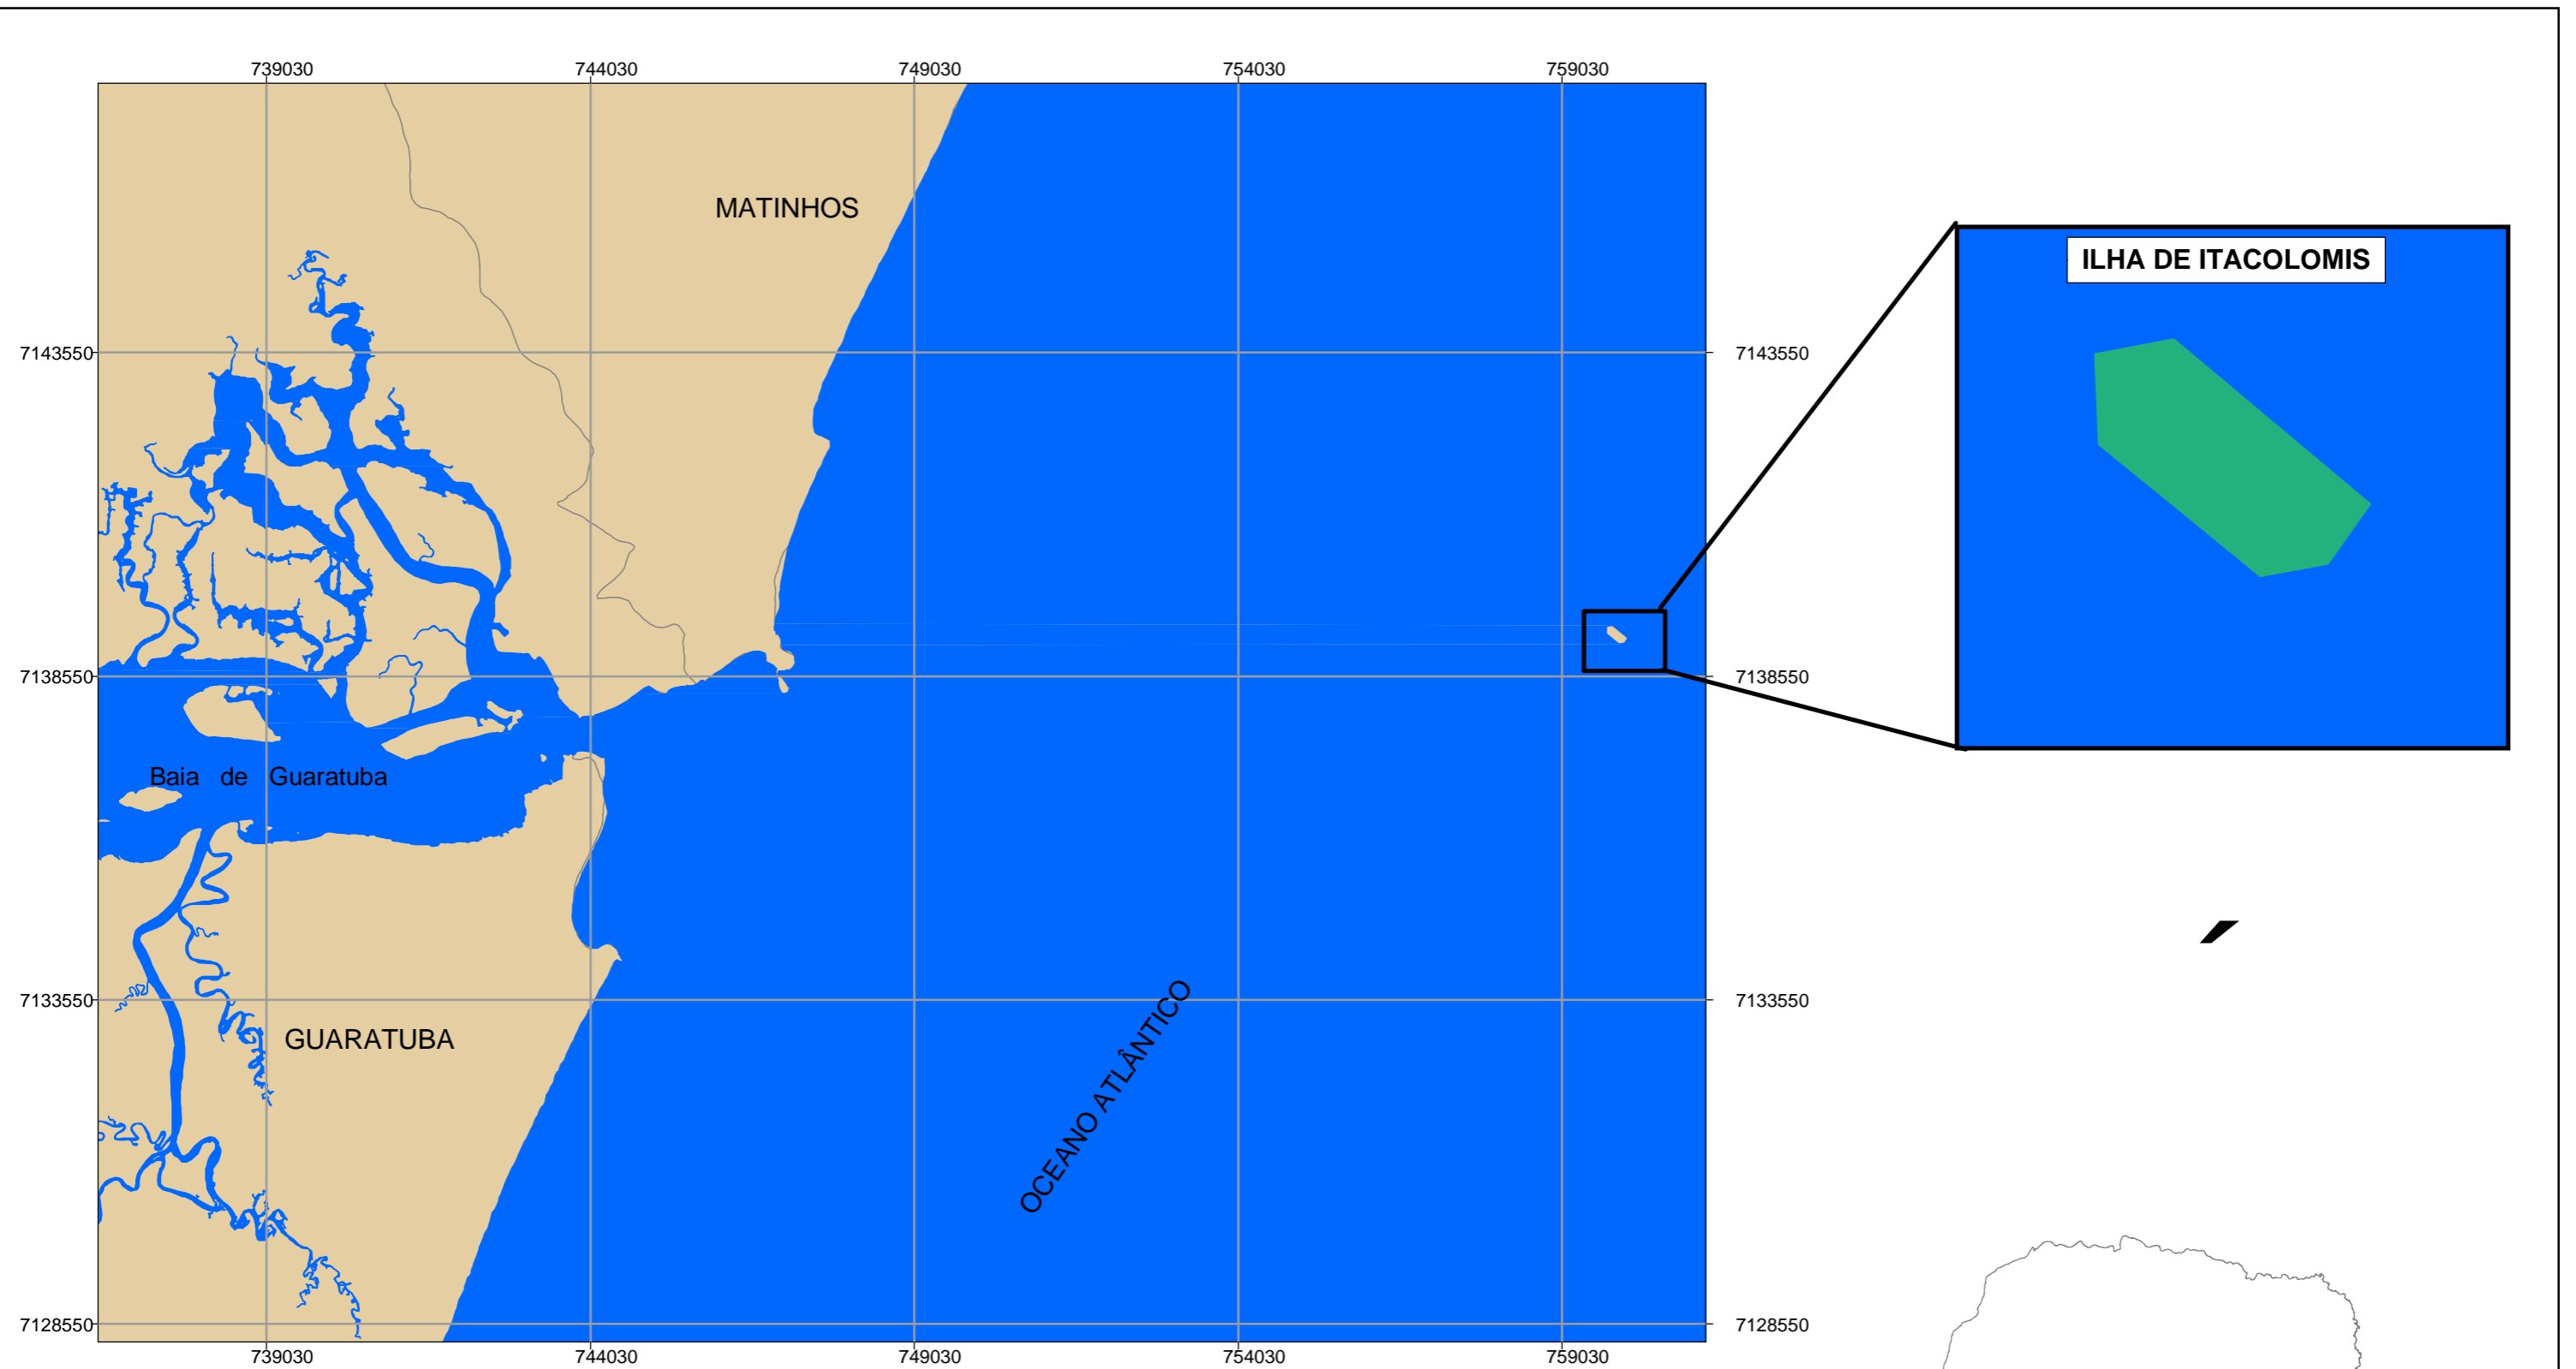 739030 744030 749030 754030 759030
MATINHOS
ILHA DE ITACOLOMIS
7143550 7143550
7138550 7138550
Baia de Guaratuba
7133550 7133550
OCEANO ATLÂNTICO
GUARATUBA
7128550 7128550
739030 744030 749030 754030 759030